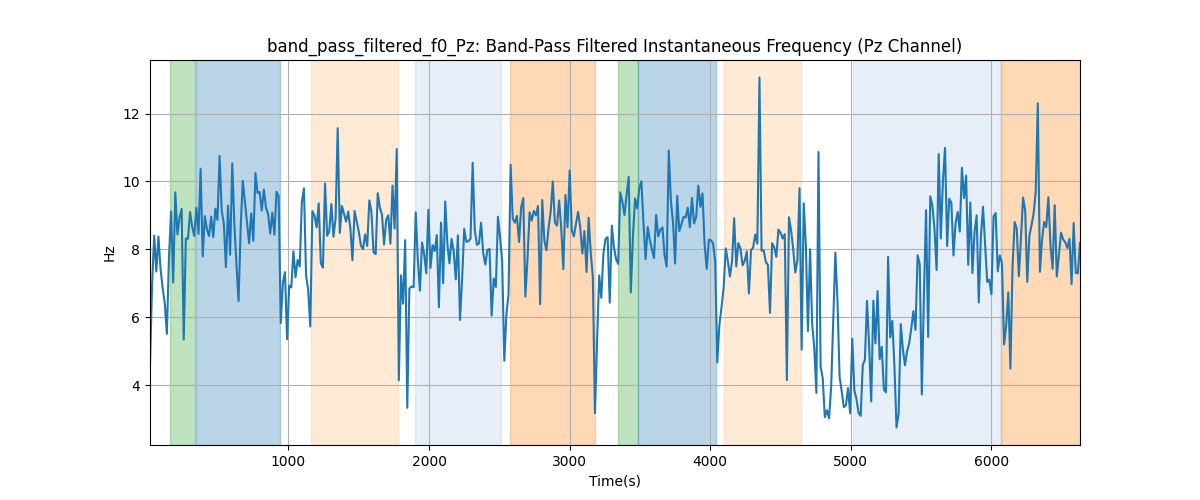 band_pass_filtered_f0_Pz: Band-Pass Filtered Instantaneous Frequency (Pz Channel)
12
10
8
6
4
Hz
1000 2000 3000 4000 5000 6000
Time(s)